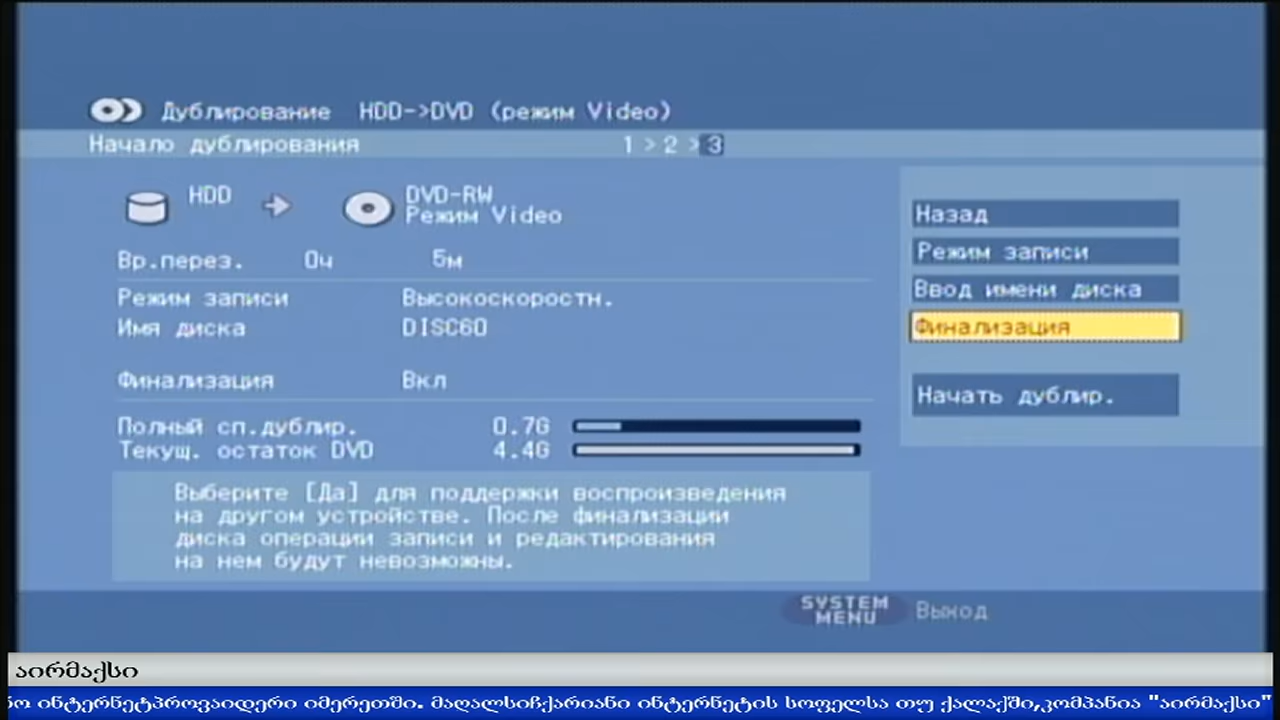 Дублирование HDD->DVD (режим Video)
Начало дублирования 1 > 2 > 3
HDD
DVD-RW
Режим Video
Вр.перез. 0ч 5м
Режим записи Высокоскоростн.
Имя диска DISC60
Финализация Вкл
Полный сп.дублир. 0.7G
Текущ. остаток DVD 4.4G
Выберите [Да] для поддержки воспроизведения
на другом устройстве. После финализации
диска операции записи и редактирования
на нем будут невозможны.
Назад
Режим записи
Ввод имени диска
Финализация
Начать дублир.
SYSTEM
MENU Выход
აირმაქსი
ინტერნეტპროვაიდერი იმერეთში. მაღალსიჩქარიანი ინტერნეტის სოფელსა თუ ქალაქში,კომპანია "აირმაქსი"